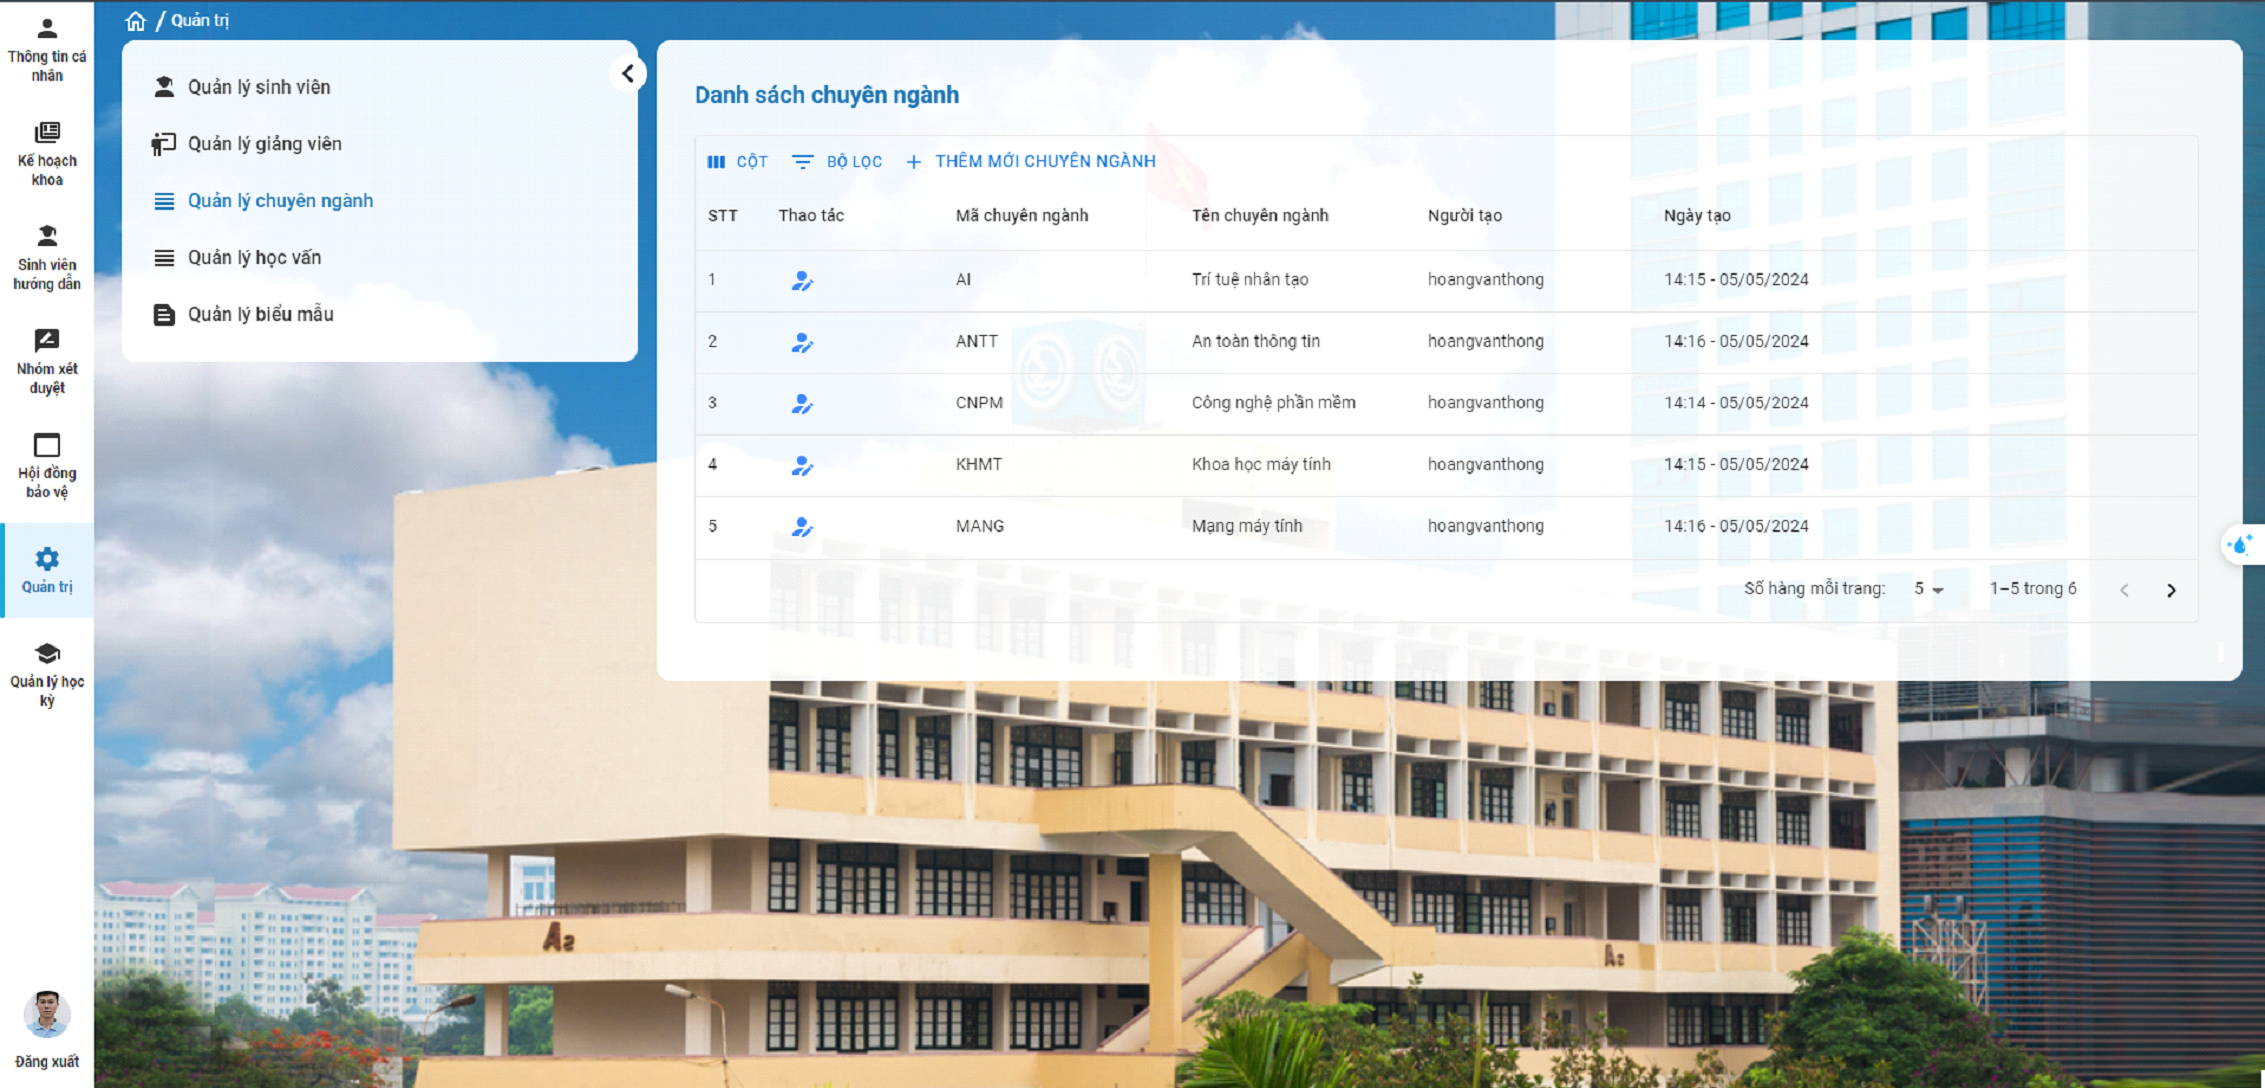 Thông tin cá
nhân
Kế hoạch
khoa
Sinh viên
hướng dẫn
Nhóm xét
duyệt
Hội đồng
bảo vệ
Quản trị
Quản lý học
kỳ
Đăng xuất
/ Quản trị
Quản lý sinh viên
Quản lý giảng viên
Quản lý chuyên ngành
Quản lý học vấn
Quản lý biểu mẫu
Danh sách chuyên ngành
CỘT BỘ LỌC + THÊM MỚI CHUYÊN NGÀNH
STT Thao tác Mã chuyên ngành Tên chuyên ngành Người tạo Ngày tạo
1 AI Trí tuệ nhân tạo hoangvanthong 14:15 - 05/05/2024
2 ANTT An toàn thông tin hoangvanthong 14:16 - 05/05/2024
3 CNPM Công nghệ phần mềm hoangvanthong 14:14 - 05/05/2024
4 KHMT Khoa học máy tính hoangvanthong 14:15 - 05/05/2024
5 MANG Mạng máy tính hoangvanthong 14:16 - 05/05/2024
Số hàng mỗi trang: 5 1–5 trong 6
A2
A2